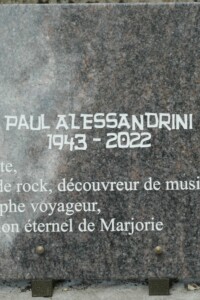 PAUL ALESSANDRINI
1943 - 2022
te,
de rock, découvreur de musi
phe voyageur,
on éternel de Marjorie